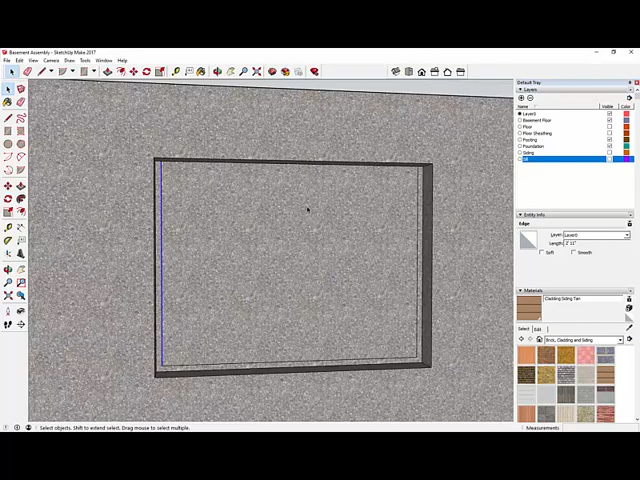 Basement Assembly - SketchUp Make 2017
File Edit View Camera Draw Tools Window Help
Default Tray
Layers
Name Visible Color
Layer0
Basement Floor
Floor
Floor Sheathing
Footing
Foundation
Siding
Entity Info
Edge
Layer: Layer0
Length: 2' 11"
Soft Smooth
Materials
Cladding Siding Tan
Select Edit
Brick, Cladding and Siding
Select objects. Shift to extend select. Drag mouse to select multiple.
Measurements